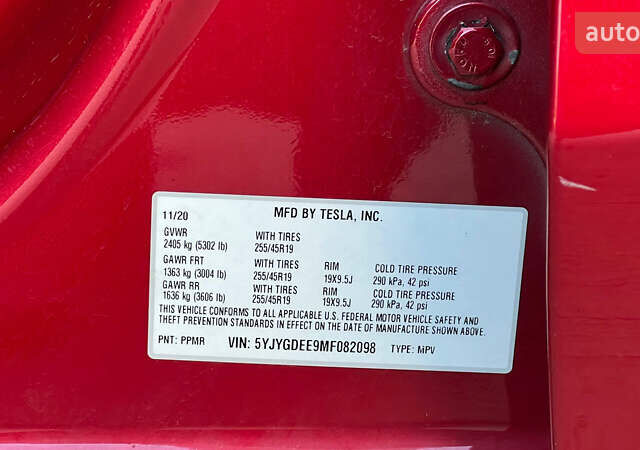 auto
11/20 MFD BY TESLA, INC.
GVWR WITH TIRES
2405 kg (5302 lb) 255/45R19
GAWR FRT WITH TIRES RIM COLD TIRE PRESSURE
1363 kg (3004 lb) 255/45R19 19X9.5J 290 kPa, 42 psi
GAWR RR WITH TIRES RIM COLD TIRE PRESSURE
1636 kg (3606 lb) 255/45R19 19X9.5J 290 kPa, 42 psi
THIS VEHICLE CONFORMS TO ALL APPLICABLE U.S. FEDERAL MOTOR VEHICLE SAFETY AND
THEFT PREVENTION STANDARDS IN EFFECT ON THE DATE OF MANUFACTURE SHOWN ABOVE.
PNT: PPMR VIN: 5YJYGDEE9MF082098 TYPE: MPV